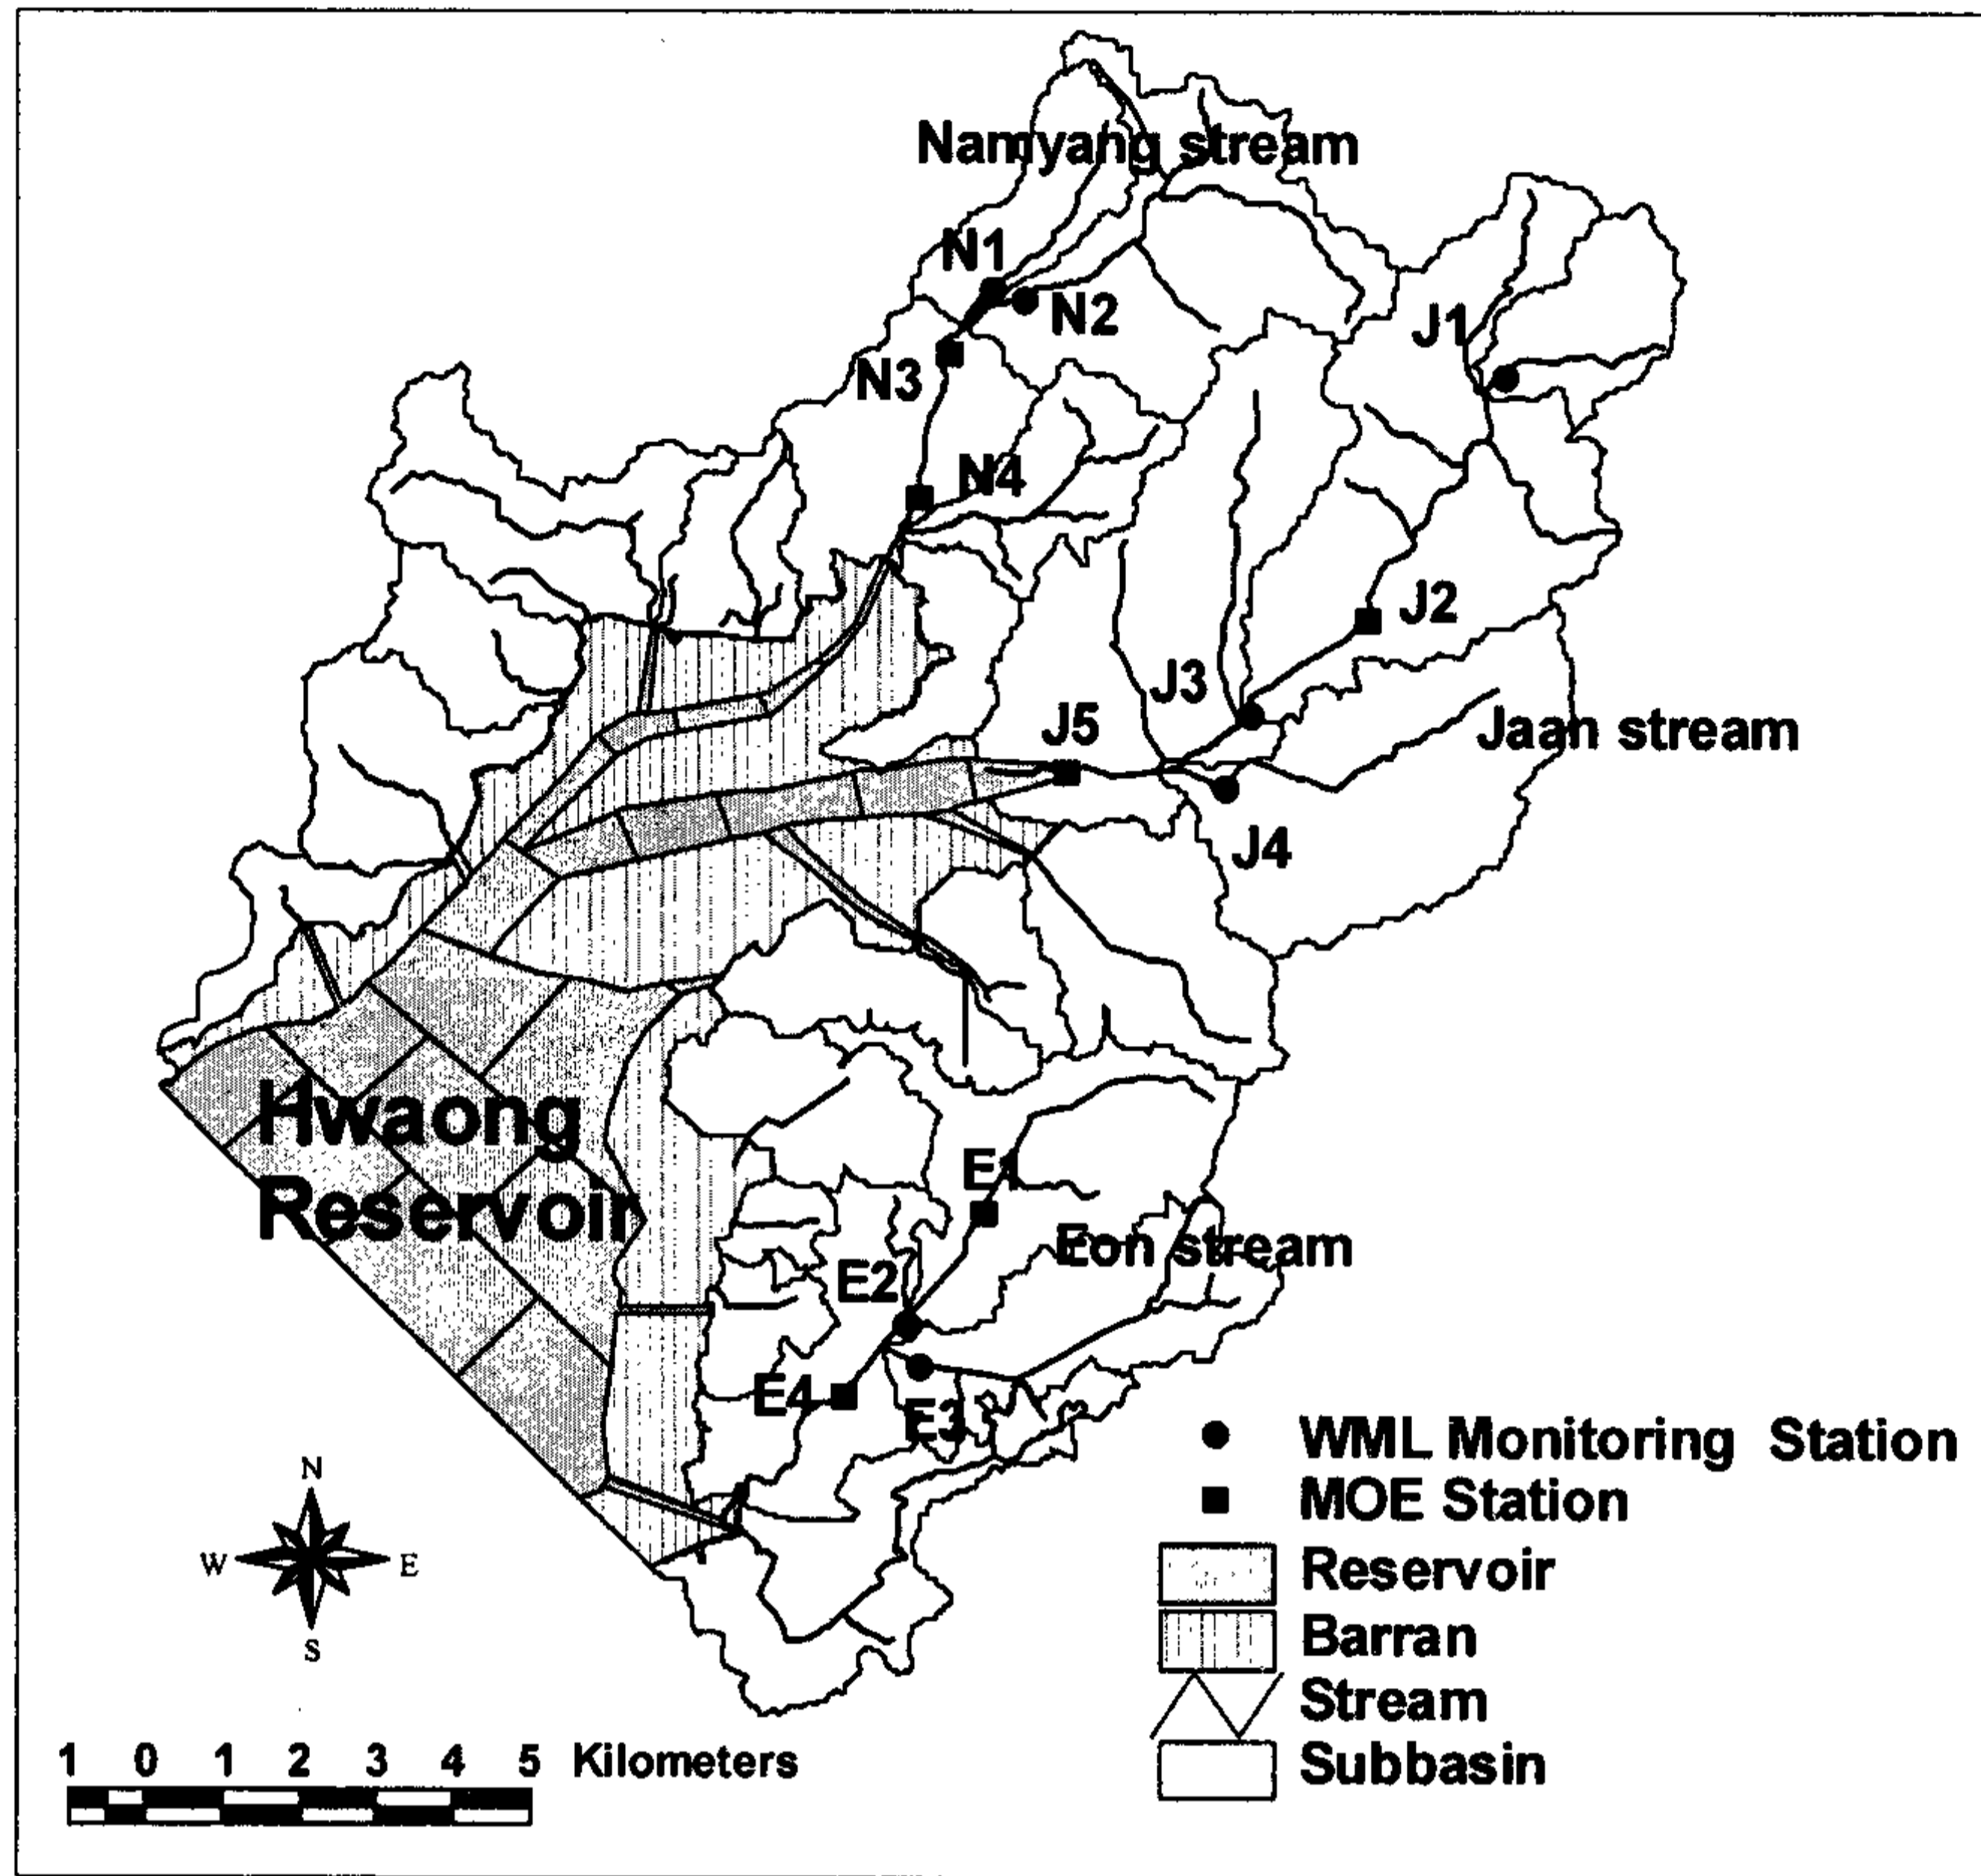 Namyang stream
N1
N2
N3
J1
N4
J2
J3
J5
Jaan stream
J4
Hwaong
Reservoir
E1
Eon stream
E2
E4
E3
N
W E
S
WML Monitoring Station
MOE Station
Reservoir
Barran
Stream
Subbasin
1 0 1 2 3 4 5 Kilometers